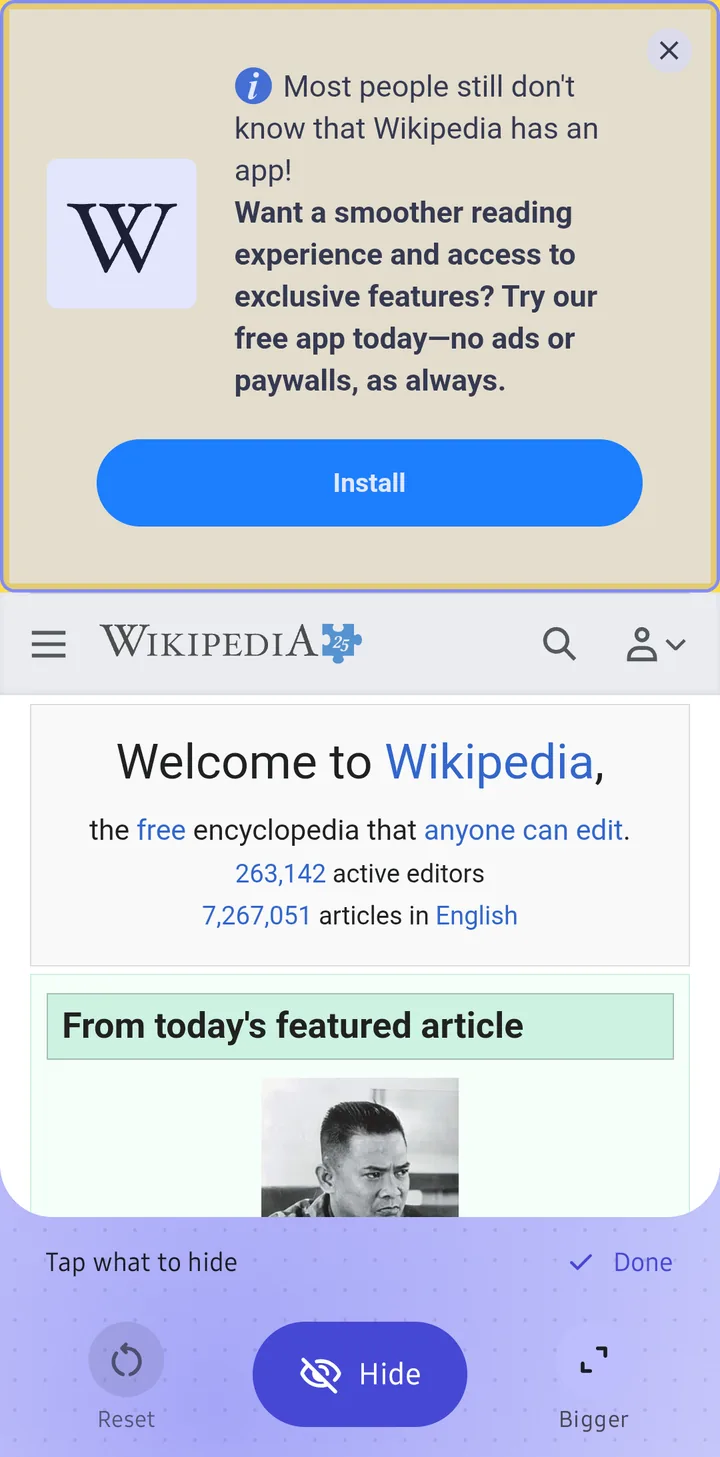 i Most people still don't
know that Wikipedia has an
app!
Want a smoother reading
experience and access to
exclusive features? Try our
free app today—no ads or
paywalls, as always.
W
Install
WIKIPEDIA 25
Welcome to Wikipedia,
the free encyclopedia that anyone can edit.
263,142 active editors
7,267,051 articles in English
From today's featured article
Tap what to hide
Done
Hide
Reset
Bigger